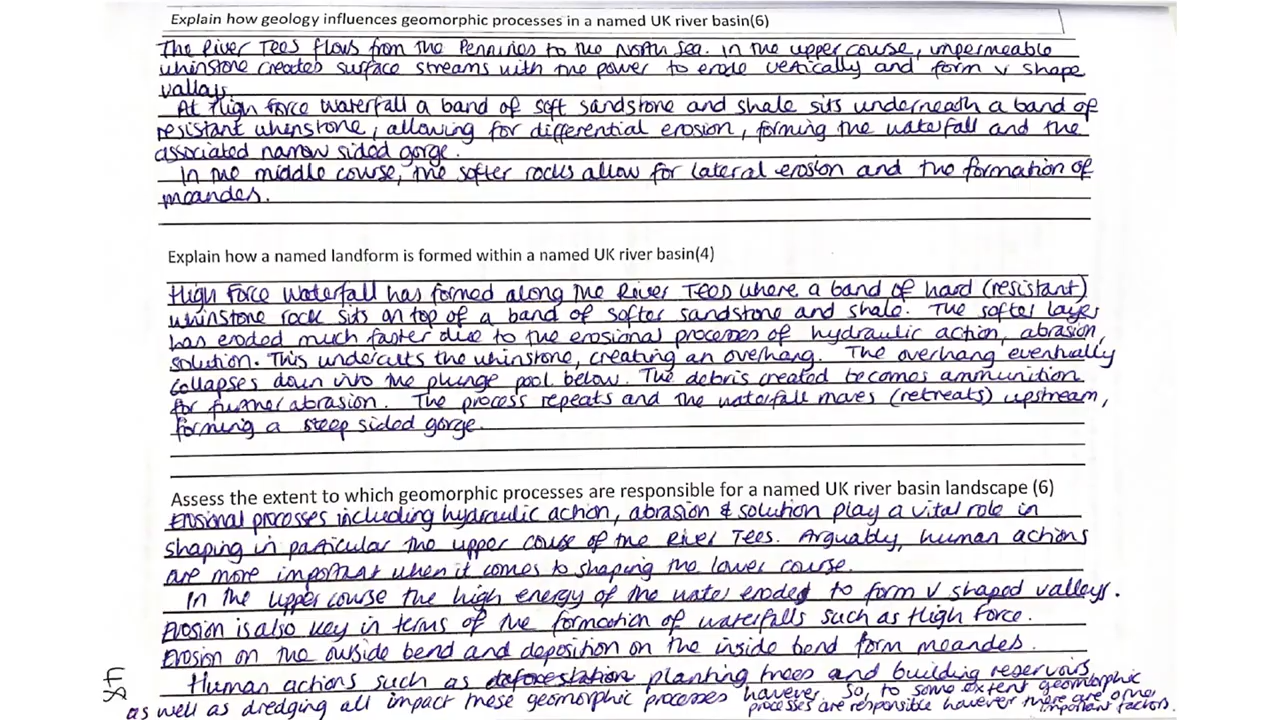 Explain how geology influences geomorphic processes in a named UK river basin(6)
The River Tees flows from the Pennines to the North Sea. In the upper course, impermeable
whinstone creates surface streams with the power to erode vertically and form v shape
valleys.
At High Force Waterfall a band of soft sandstone and shale sits underneath a band of
resistant whinstone, allowing for differential erosion, forming the waterfall and the
associated narrow sided gorge.
In the middle course, the softer rocks allow for lateral erosion and the formation of
meandes.
Explain how a named landform is formed within a named UK river basin(4)
High Force Waterfall has formed along the River Tees where a band of hard (resistant)
whinstone rock sits on top of a band of softer sandstone and shale. The softer layer
has eroded much faster due to the erosional processes of hydraulic action, abrasion,
solution. This undercuts the whinstone, creating an overhang. The overhang eventually
collapses down into the plunge pool below. The debris created becomes ammunition
for further abrasion. The process repeats and the waterfall moves (retreats) upstream,
forming a steep sided gorge.
Assess the extent to which geomorphic processes are responsible for a named UK river basin landscape (6)
Erosional processes including hydraulic action, abrasion & solution play a vital role in
shaping in particular the upper couse of the River Tees. Arguably, human actions
are more important when it comes to shaping the lower course.
In the upper course the high energy of the water eroded to form v shaped valleys.
Erosion is also key in terms of the formation of waterfalls such as High Force.
Erosion on the outside bend and deposition on the inside bend form meandes.
Human actions such as deforestation planting trees and building reservoirs
as well as dredging all impact these geomorphic processes however. So, to some extent geomorphic
processes are responsible however there are other
important factors.